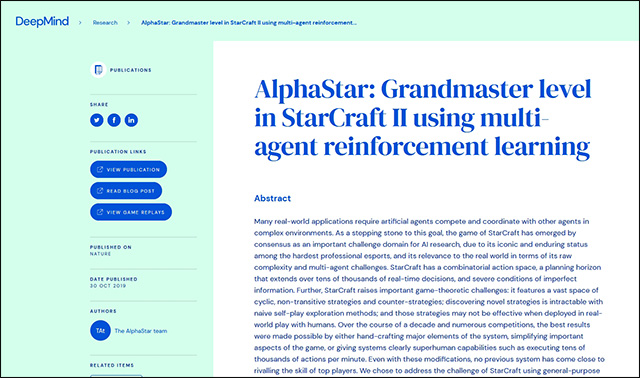 DeepMind > Research > AlphaStar: Grandmaster level in StarCraft II using multi-agent reinforcement learning...
PUBLICATIONS
SHARE
PUBLICATION LINKS
VIEW PUBLICATION
READ BLOG POST
VIEW GAME REPLAYS
PUBLISHED ON
NATURE
DATE PUBLISHED
30 OCT 2019
AUTHORS
TAt The AlphaStar team
RELATED ITEMS
AlphaStar: Grandmaster level
in StarCraft II using multi-
agent reinforcement learning
Abstract
Many real-world applications require artificial agents compete and coordinate with other agents in
complex environments. As a stepping stone to this goal, the game of StarCraft has emerged by
consensus as an important challenge domain for AI research, due to its iconic and enduring status
among the hardest professional esports, and its relevance to the real world in terms of its raw
complexity and multi-agent challenges. StarCraft has a combinatorial action space, a planning horizon
that extends over tens of thousands of real-time decisions, and severe conditions of imperfect
information. Further, StarCraft raises important game-theoretic challenges: it features a vast space of
cyclic, non-transitive strategies and counter-strategies; discovering novel strategies is intractable with
naive self-play exploration methods; and those strategies may not be effective when deployed in real-
world play with humans. Over the course of a decade and numerous competitions, the best results
were made possible by either hand-crafting major elements of the system, simplifying important
aspects of the game, or giving systems clearly superhuman capabilities such as executing tens of
thousands of actions per minute. Even with these modifications, no previous system has come close to
rivalling the skill of top players. We chose to address the challenge of StarCraft using general-purpose